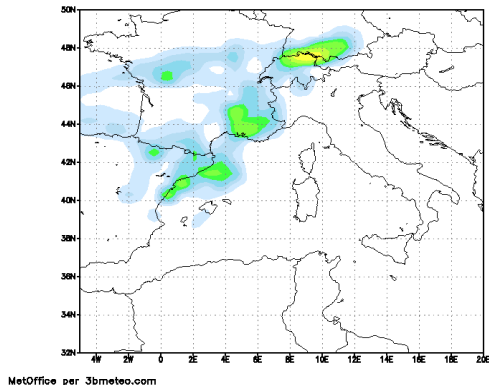 50N
48N
46N
44N
42N
40N
38N
36N
34N
32N
4W 2W 0 2E 4E 6E 8E 10E 12E 14E 16E 18E 20E
MetOffice per 3bmeteo.com